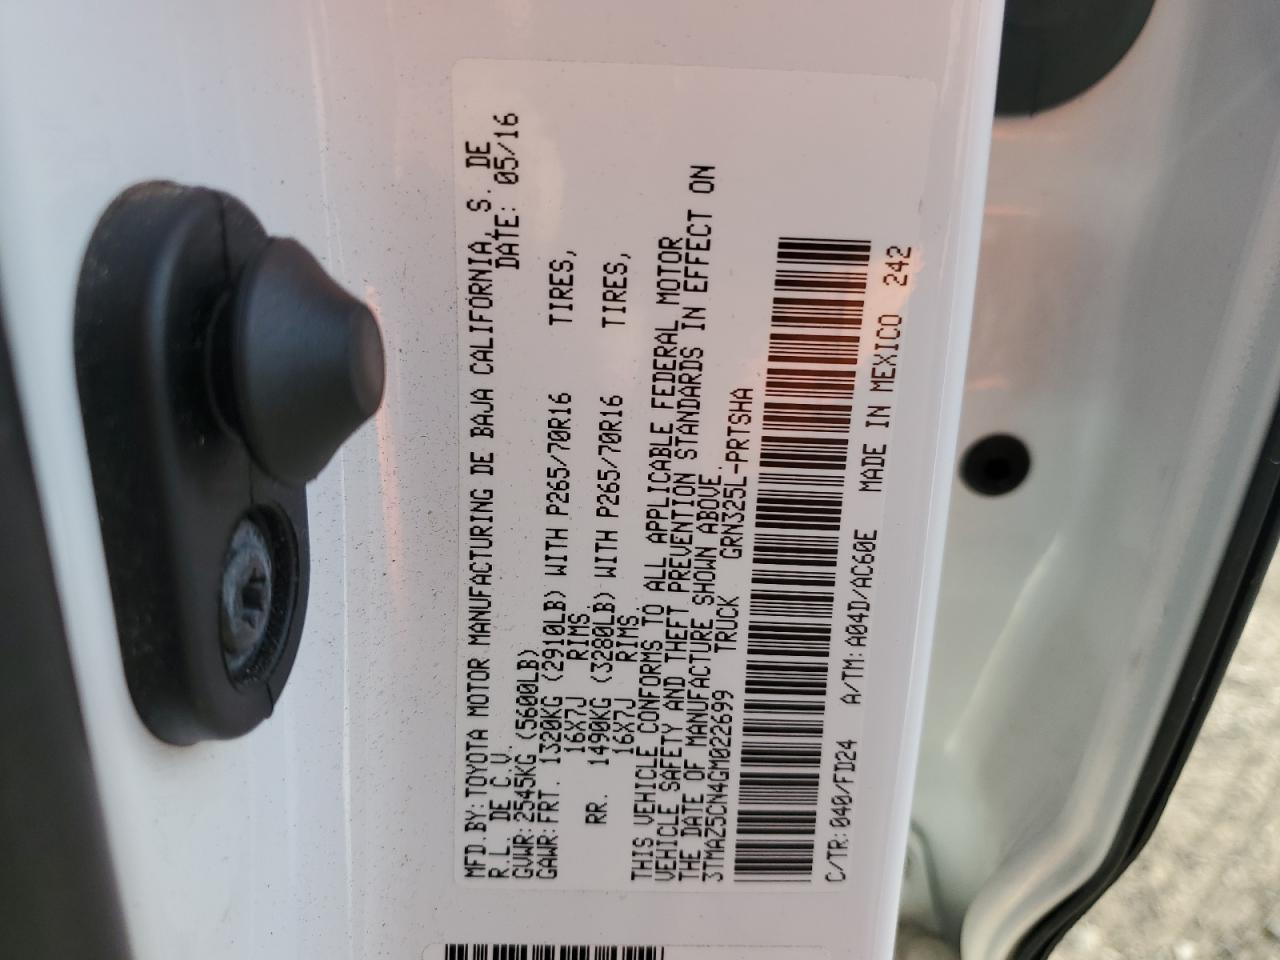 MFD.BY:TOYOTA MOTOR MANUFACTURING DE BAJA CALIFORNIA, S. DE
R.L. DE C.V. DATE: 05/16
GVWR:2545KG (5600LB)
GAWR:FRT. 1320KG (2910LB) WITH P265/70R16 TIRES,
16X7J RIMS.
RR. 1490KG (3280LB) WITH P265/70R16 TIRES,
16X7J RIMS.
THIS VEHICLE CONFORMS TO ALL APPLICABLE FEDERAL MOTOR
VEHICLE SAFETY AND THEFT PREVENTION STANDARDS IN EFFECT ON
THE DATE OF MANUFACTURE SHOWN ABOVE.
3TMAZ5CN4GM022699 TRUCK GRN325L-PRTSHA
C/TR:040/FD24 A/TM:A04D/AC60E MADE IN MEXICO 242